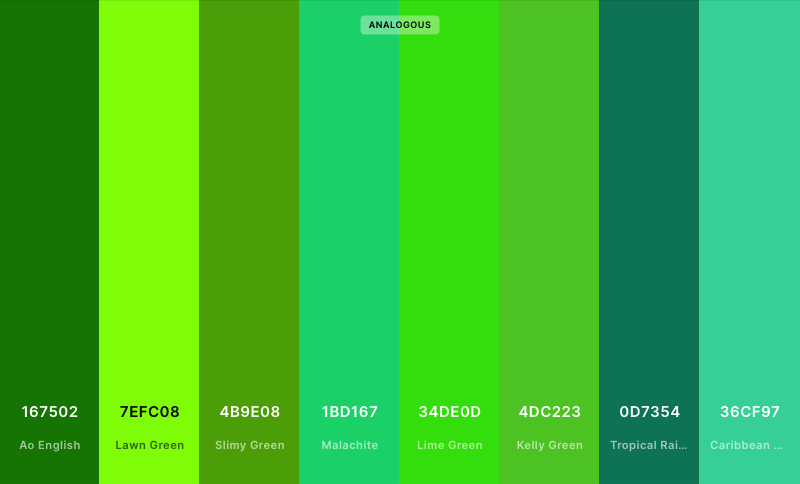 ANALOGOUS
167502 7EFC08 4B9E08 1BD167 34DE0D 4DC223 0D7354 36CF97
Ao English Lawn Green Slimy Green Malachite Lime Green Kelly Green Tropical Rai... Caribbean ...